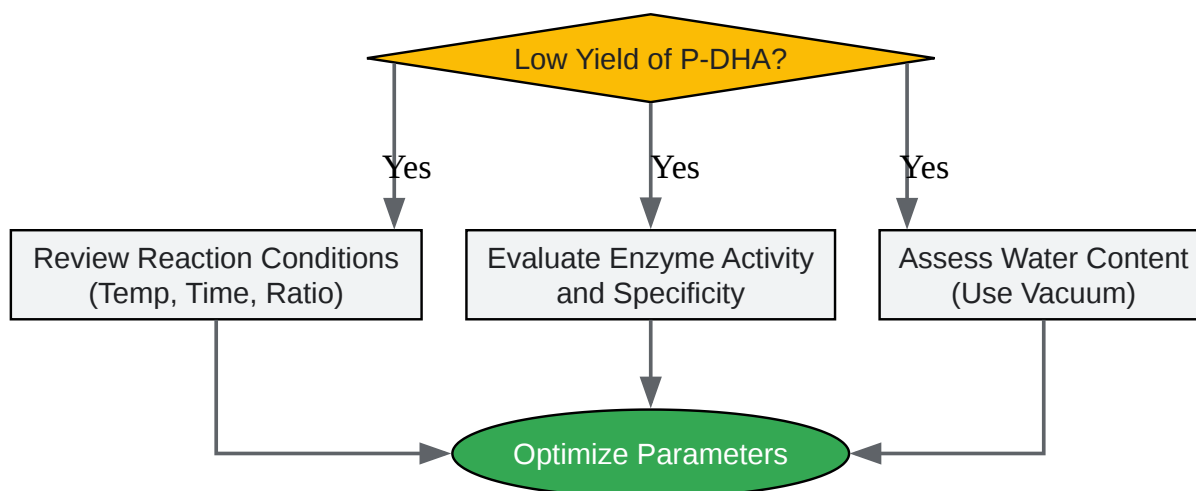 Low Yield of P-DHA?
Yes
Yes
Yes
Review Reaction Conditions
(Temp, Time, Ratio)
Evaluate Enzyme Activity
and Specificity
Assess Water Content
(Use Vacuum)
Optimize Parameters